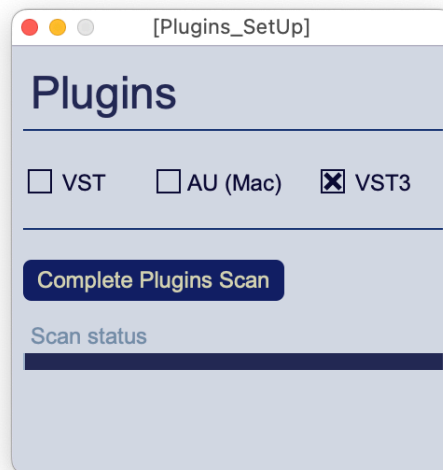 [Plugins_SetUp]
Plugins
VST AU (Mac) VST3
Complete Plugins Scan
Scan status